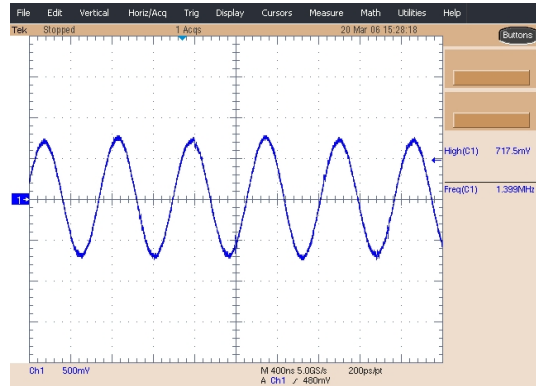 File Edit Vertical Horiz/Acq Trig Display Cursors Measure Math Utilities Help
Tek Stopped 1 Acqs 20 Mar 06 15:28:18 Buttons
High(C1) 717.5mV
1
Freq(C1) 1.399MHz
Ch1 500mV M 400ns 5.0GS/s 200ps/pt
A Ch1 / 480mV